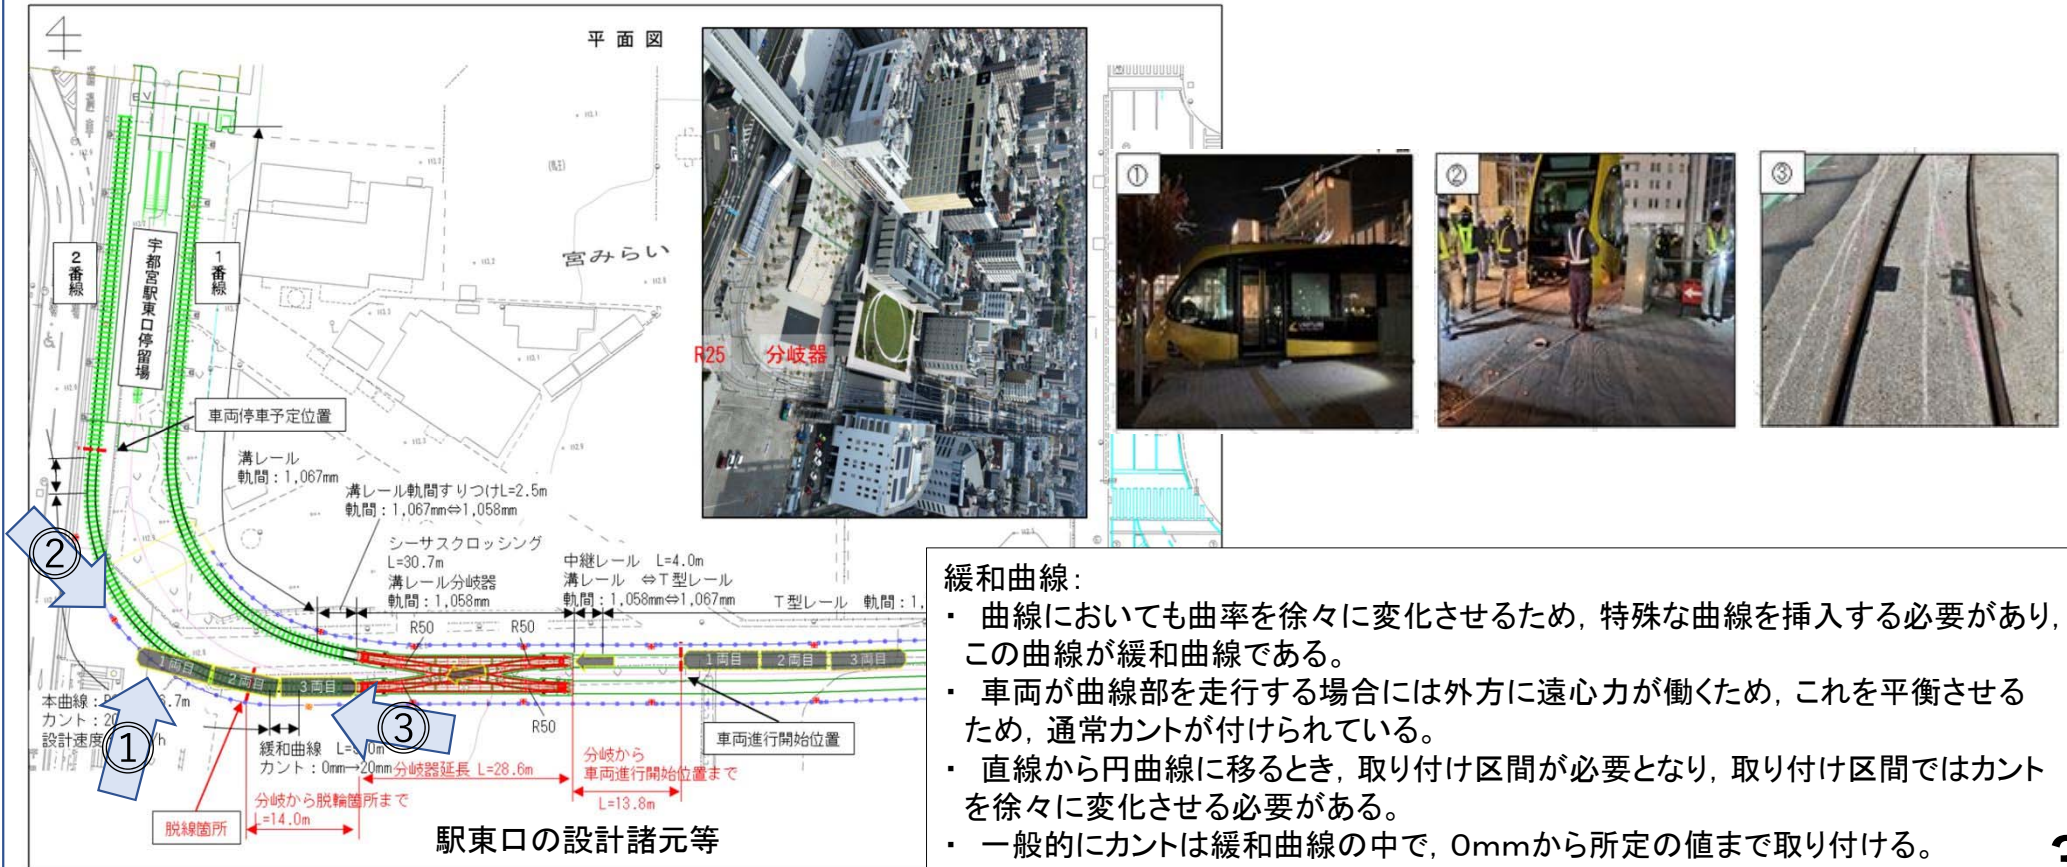 平面図
EV
宮みらい
2番線
宇都宮駅東口停留場
1番線
車両停車予定位置
溝レール
軌間：1,067mm
溝レール軌間すりつけL=2.5m
軌間：1,067mm⇔1,058mm
シーサスクロッシング
L=30.7m
溝レール分岐器
軌間：1,058mm
中継レール L=4.0m
溝レール ⇔T型レール
軌間：1,058mm⇔1,067mm
T型レール 軌間：1,
R50
R50
R50
1両目
2両目
3両目
1両目
2両目
3両目
本曲線：
.7m
カント：20
設計速度
/h
緩和曲線
カント：0mm→20mm
分岐器延長 L=28.6m
分岐から
車両進行開始位置まで
L=13.8m
車両進行開始位置
分岐から脱輪箇所まで
L=14.0m
脱線箇所
駅東口の設計諸元等
R25
分岐器
①
②
③
①
②
③
緩和曲線：
・ 曲線においても曲率を徐々に変化させるため，特殊な曲線を挿入する必要があり，
この曲線が緩和曲線である。
・ 車両が曲線部を走行する場合には外方に遠心力が働くため，これを平衡させる
ため，通常カントが付けられている。
・ 直線から円曲線に移るとき，取り付け区間が必要となり，取り付け区間ではカント
を徐々に変化させる必要がある。
・ 一般的にカントは緩和曲線の中で，0mmから所定の値まで取り付ける。